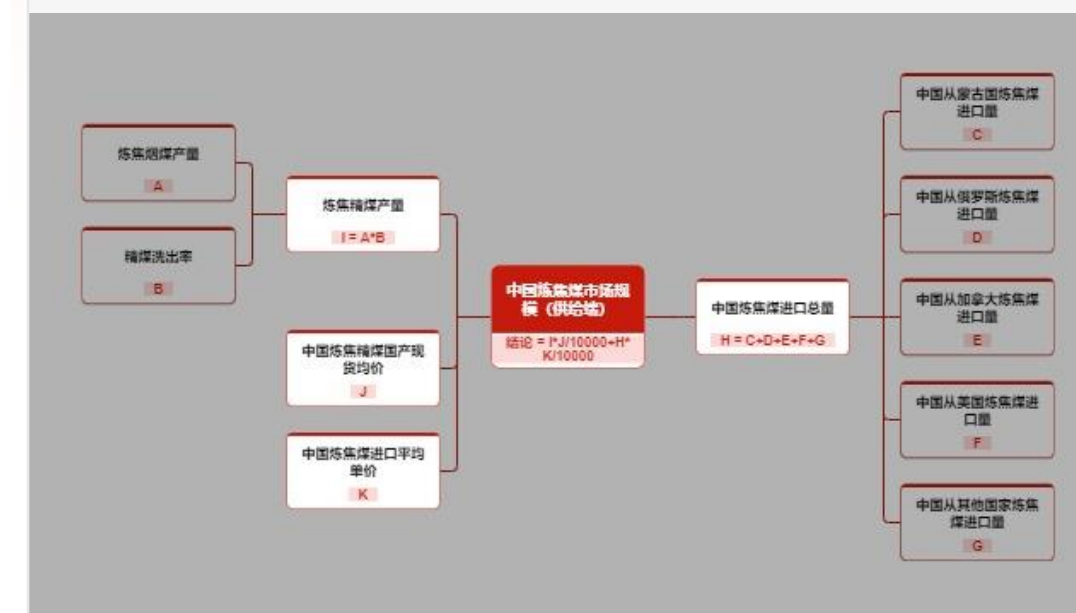 炼焦烟煤产量
A
精煤洗出率
B
炼焦精煤产量
I = A*B
中国炼焦精煤国产现
货均价
J
中国炼焦煤进口平均
单价
K
中国炼焦煤市场规
模（供给端）
结论 = I*J/10000+H*
K/10000
中国炼焦煤进口总量
H = C+D+E+F+G
中国从蒙古国炼焦煤
进口量
C
中国从俄罗斯炼焦煤
进口量
D
中国从加拿大炼焦煤
进口量
E
中国从美国炼焦煤进
口量
F
中国从其他国家炼焦
煤进口量
G